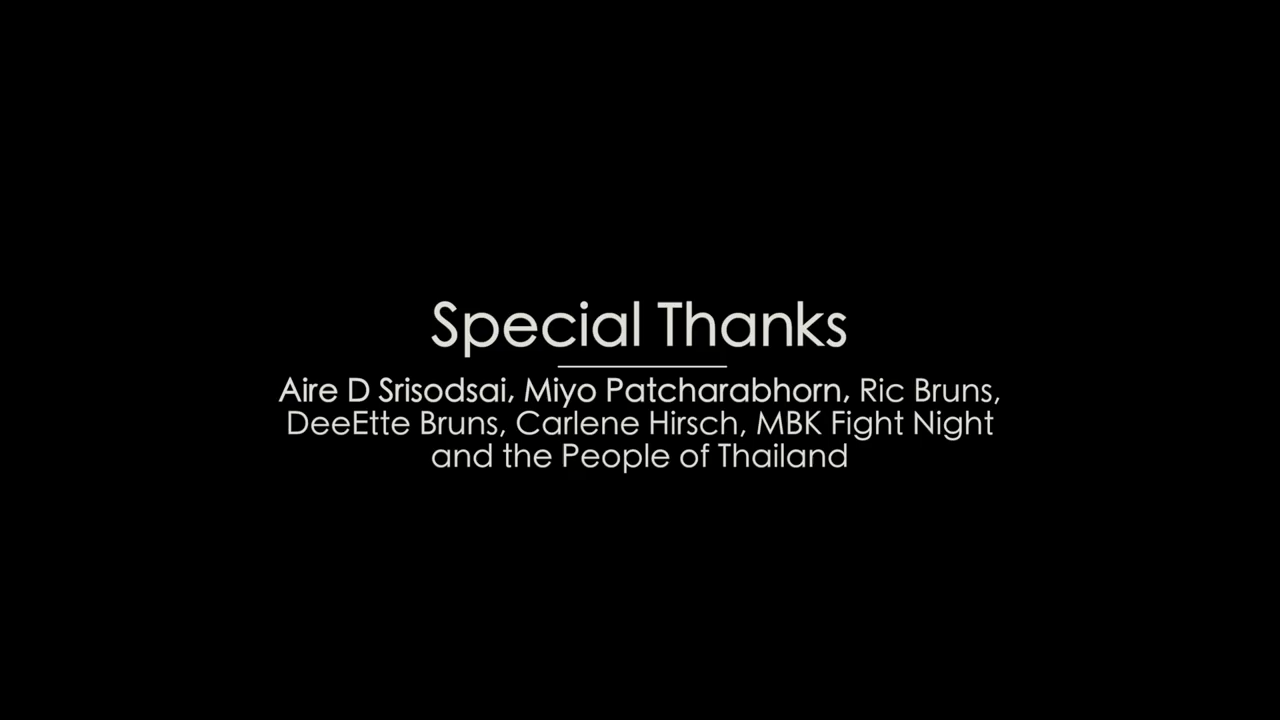 Special Thanks
Aire D Srisodsai, Miyo Patcharabhorn, Ric Bruns,
DeeEtte Bruns, Carlene Hirsch, MBK Fight Night
and the People of Thailand